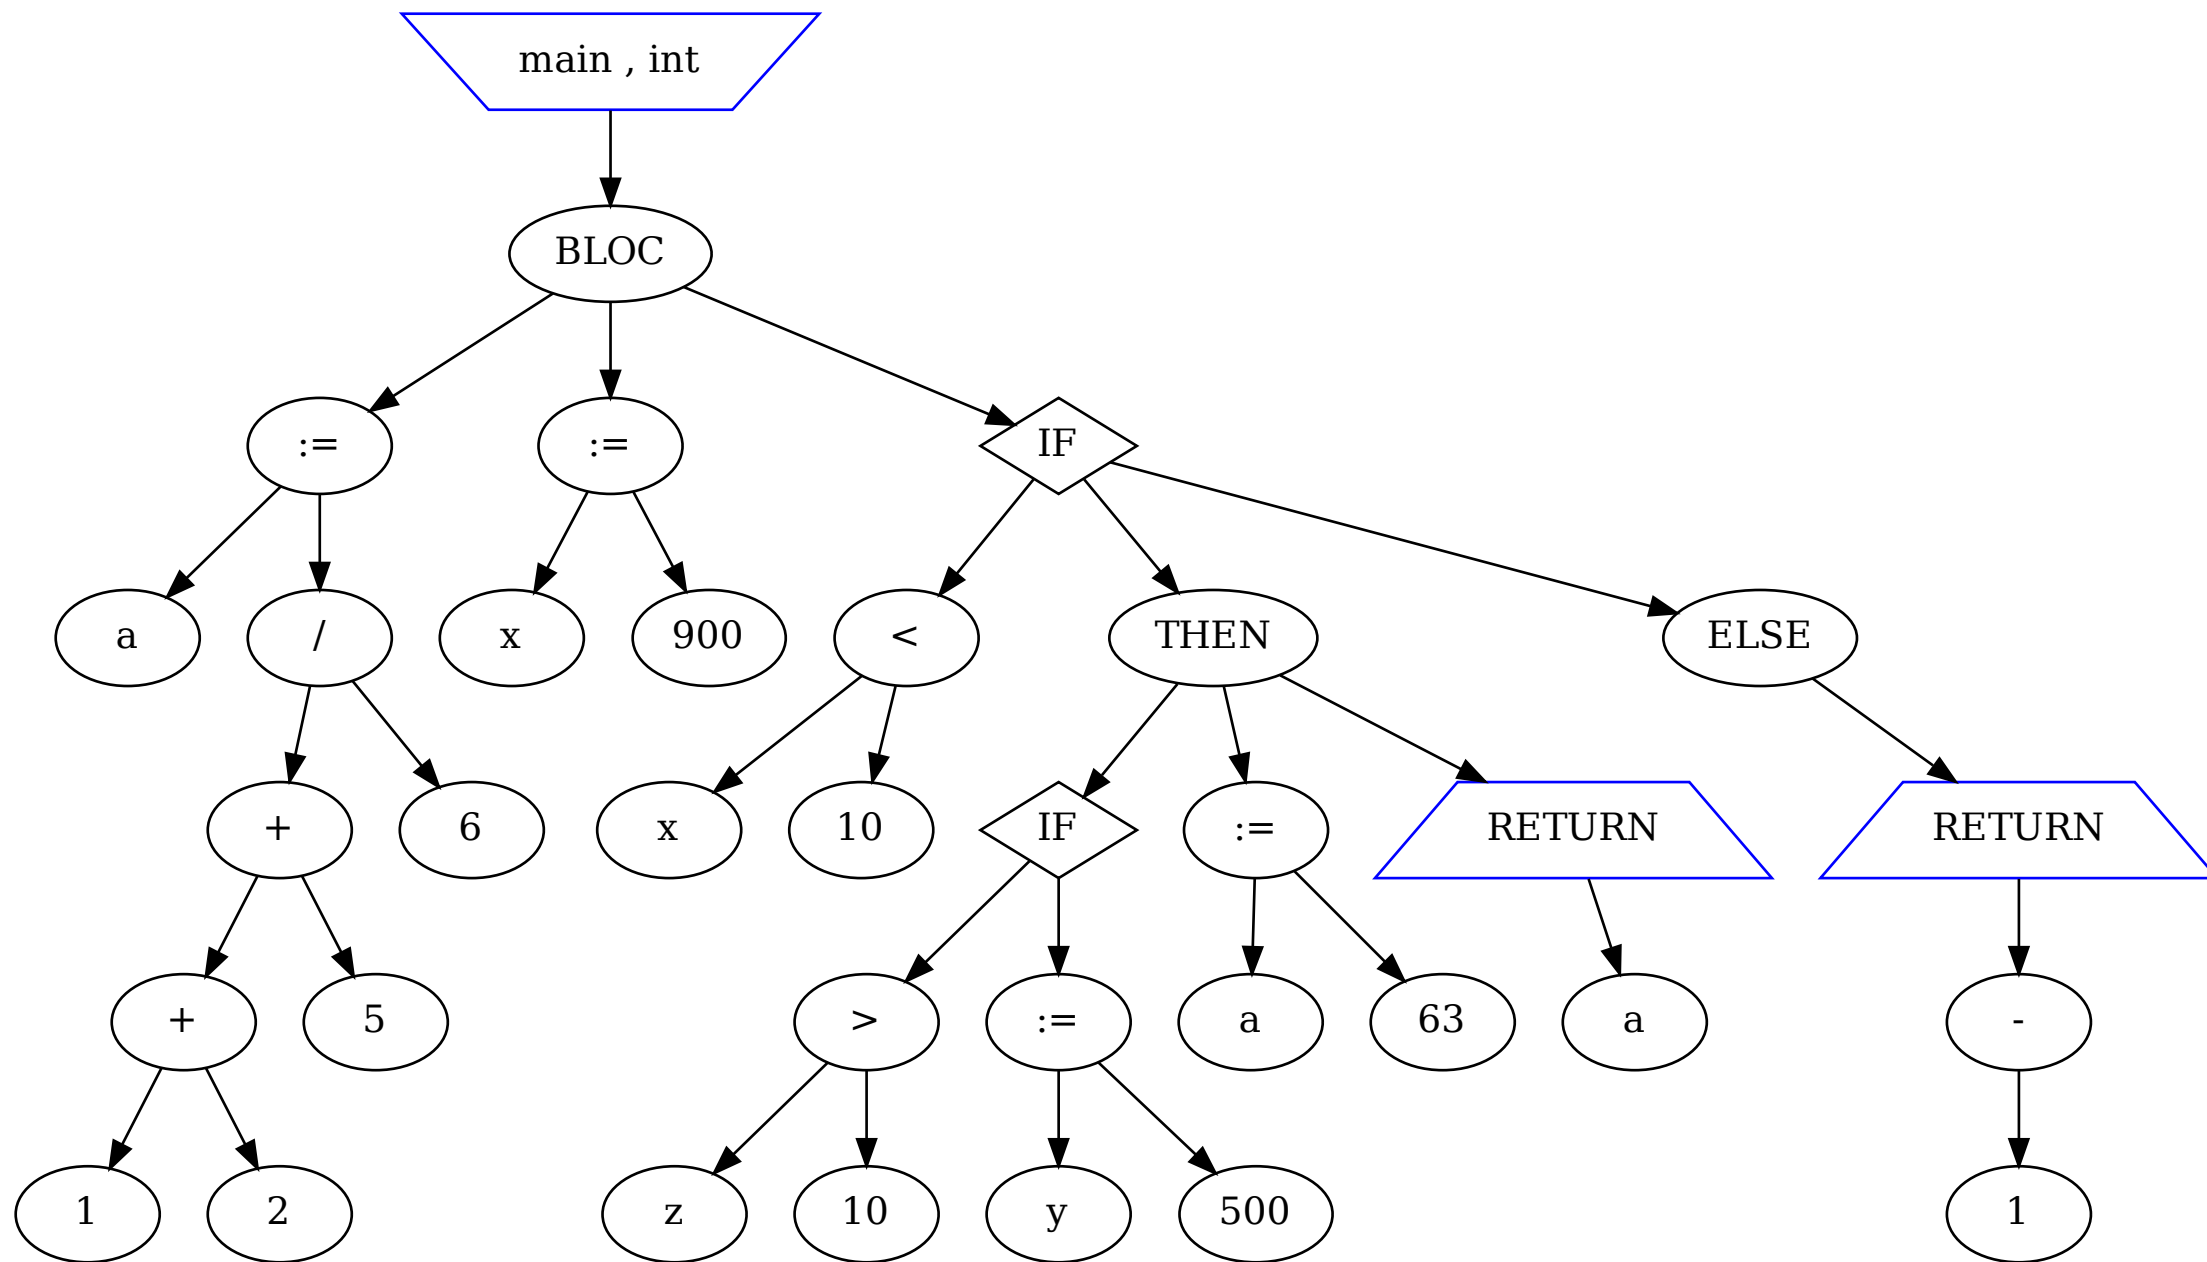 main , int
BLOC
:=
:=
IF
a
/
x
900
<
THEN
ELSE
+
6
x
10
IF
:=
RETURN
RETURN
+
5
>
:=
a
63
a
-
1
2
z
10
y
500
1